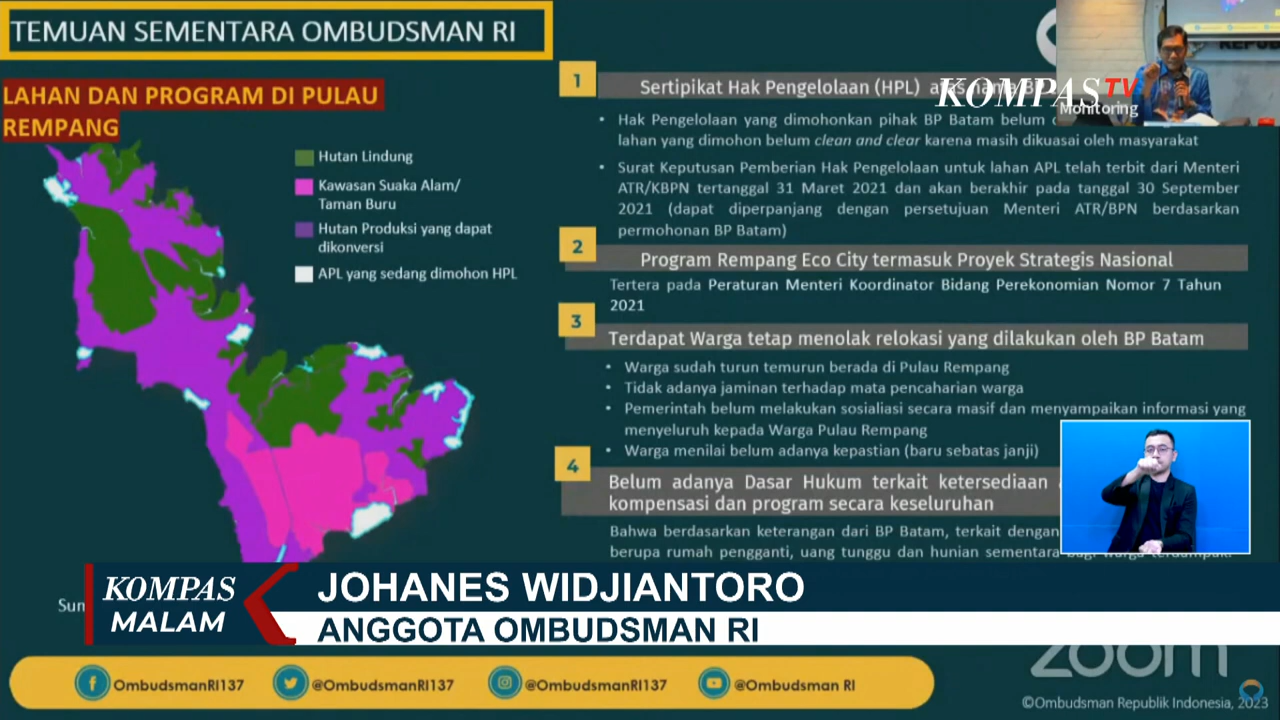 TEMUAN SEMENTARA OMBUDSMAN RI
LAHAN DAN PROGRAM DI PULAU
REMPANG
Hutan Lindung
Kawasan Suaka Alam/
Taman Buru
Hutan Produksi yang dapat
dikonversi
APL yang sedang dimohon HPL
1
Sertipikat Hak Pengelolaan (HPL)
KOMPAS TV
Monitoring
Hak Pengelolaan yang dimohonkan pihak BP Batam belum
lahan yang dimohon belum clean and clear karena masih dikuasai oleh masyarakat
Surat Keputusan Pemberian Hak Pengelolaan untuk lahan APL telah terbit dari Menteri
ATR/KBPN tertanggal 31 Maret 2021 dan akan berakhir pada tanggal 30 September
2021 (dapat diperpanjang dengan persetujuan Menteri ATR/BPN berdasarkan
permohonan BP Batam)
2
Program Rempang Eco City termasuk Proyek Strategis Nasional
Tertera pada Peraturan Menteri Koordinator Bidang Perekonomian Nomor 7 Tahun
2021
3
Terdapat Warga tetap menolak relokasi yang dilakukan oleh BP Batam
Warga sudah turun temurun berada di Pulau Rempang
Tidak adanya jaminan terhadap mata pencaharian warga
Pemerintah belum melakukan sosialiasi secara masif dan menyampaikan informasi yang
menyeluruh kepada Warga Pulau Rempang
Warga menilai belum adanya kepastian (baru sebatas janji)
4
Belum adanya Dasar Hukum terkait ketersediaan
kompensasi dan program secara keseluruhan
Bahwa berdasarkan keterangan dari BP Batam, terkait dengan
berupa rumah pengganti, uang tunggu dan hunian sementara bagi warga terdampak.
KOMPAS
MALAM
JOHANES WIDJIANTORO
ANGGOTA OMBUDSMAN RI
zoom
OmbudsmanRI137
@OmbudsmanRI137
@OmbudsmanRI137
@Ombudsman RI
©Ombudsman Republik Indonesia, 2023